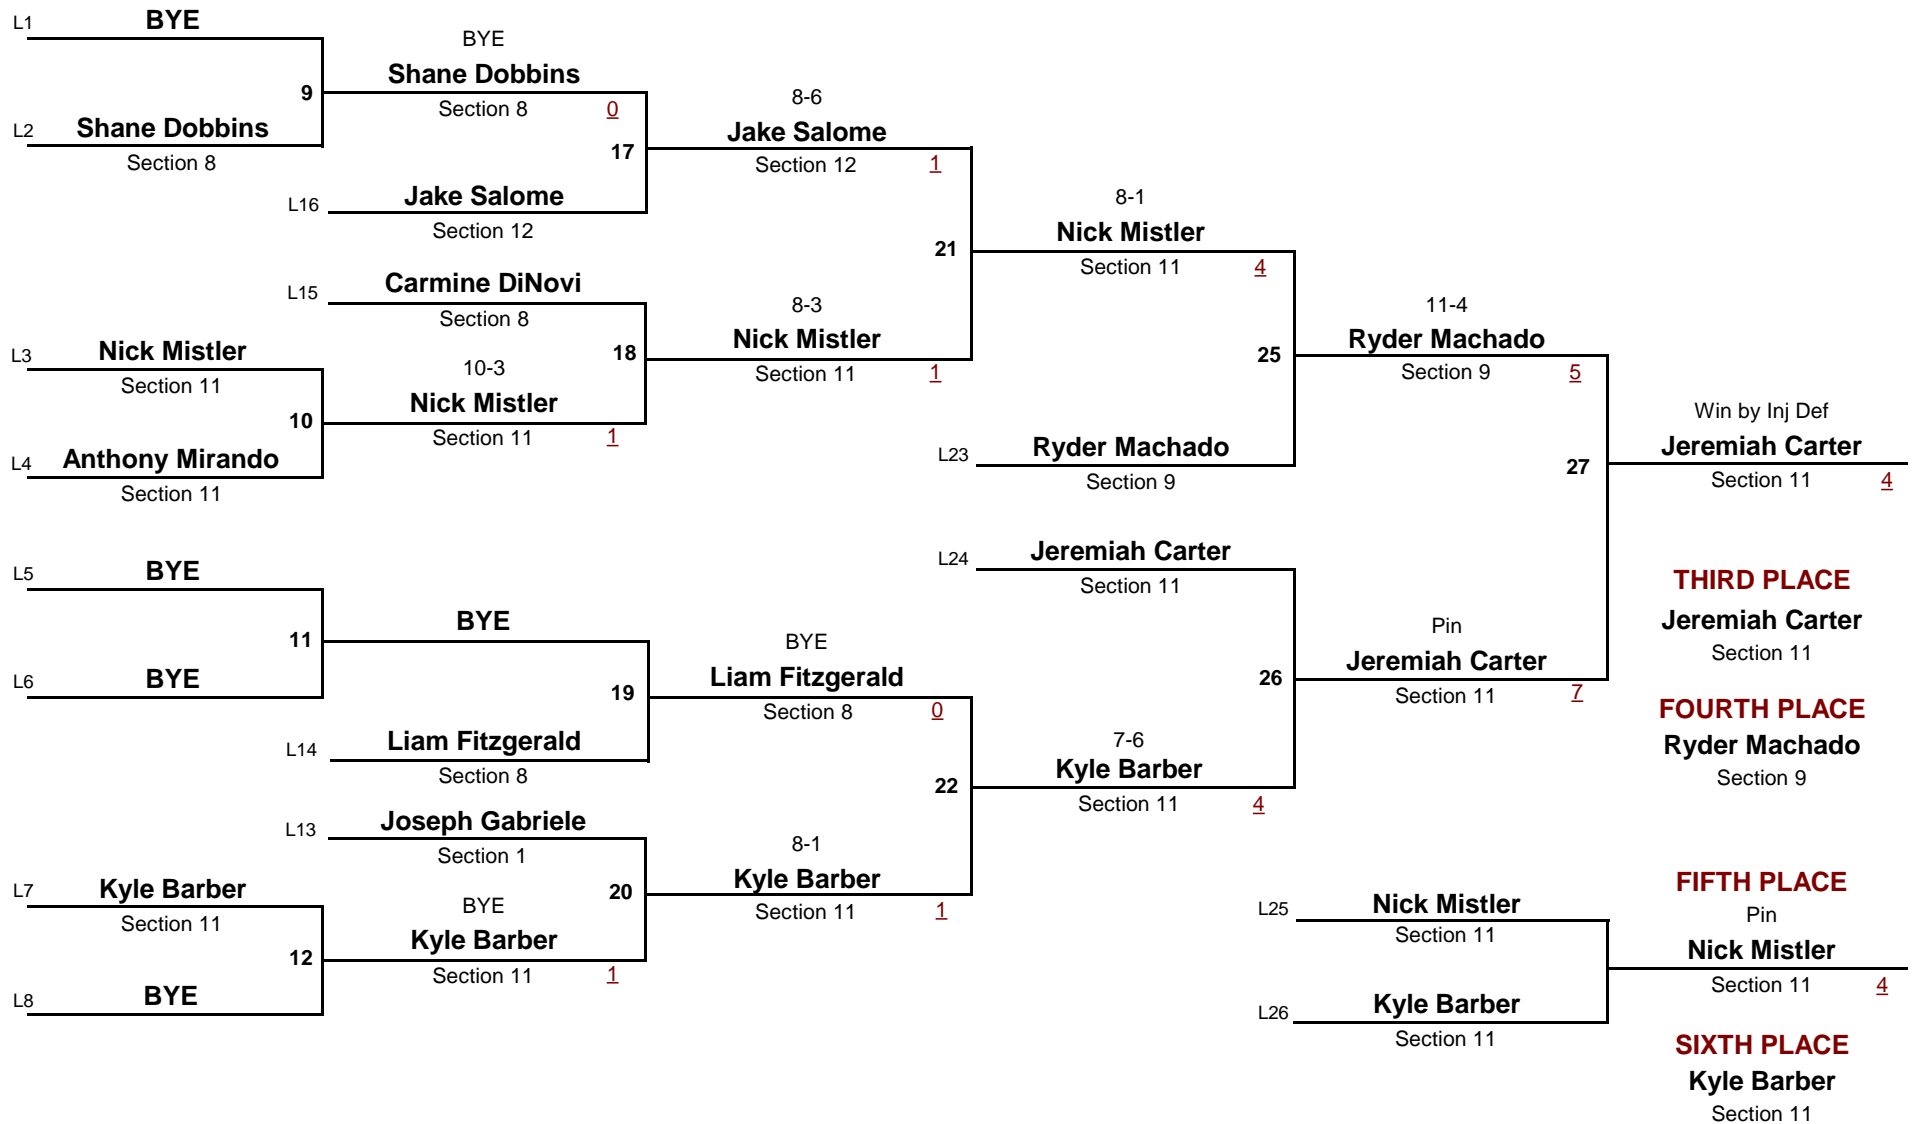 L1
BYE
9
L2
Shane Dobbins
Section 8
BYE
Shane Dobbins
Section 8
0
17
L16
Jake Salome
Section 12
8-6
Jake Salome
Section 12
1
L15
Carmine DiNovi
Section 8
18
L3
Nick Mistler
Section 11
10
L4
Anthony Mirando
Section 11
10-3
Nick Mistler
Section 11
1
8-3
Nick Mistler
Section 11
1
21
8-1
Nick Mistler
Section 11
4
25
L23
Ryder Machado
Section 9
11-4
Ryder Machado
Section 9
5
27
Win by Inj Def
Jeremiah Carter
Section 11
4
L5
BYE
11
L6
BYE
BYE
19
L14
Liam Fitzgerald
Section 8
BYE
Liam Fitzgerald
Section 8
0
L13
Joseph Gabriele
Section 1
20
L7
Kyle Barber
Section 11
12
L8
BYE
BYE
Kyle Barber
Section 11
1
8-1
Kyle Barber
Section 11
1
22
7-6
Kyle Barber
Section 11
4
L24
Jeremiah Carter
Section 11
26
Pin
Jeremiah Carter
Section 11
7
THIRD PLACE
Jeremiah Carter
Section 11
FOURTH PLACE
Ryder Machado
Section 9
L25
Nick Mistler
Section 11
L26
Kyle Barber
Section 11
FIFTH PLACE
Pin
Nick Mistler
Section 11
4
SIXTH PLACE
Kyle Barber
Section 11